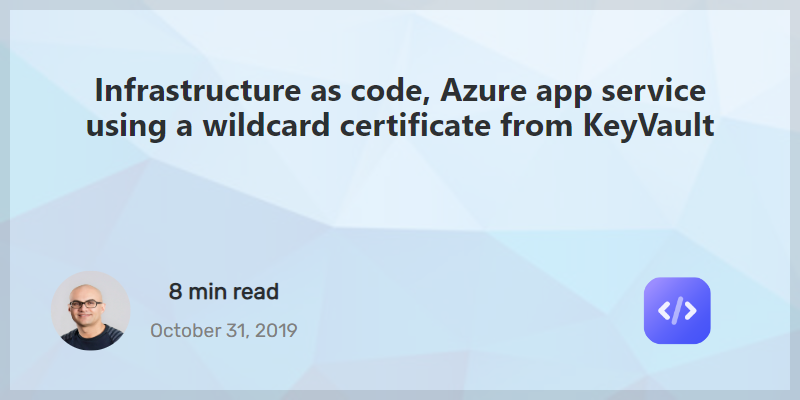 Infrastructure as code, Azure app service
using a wildcard certificate from KeyVault
8 min read
October 31, 2019